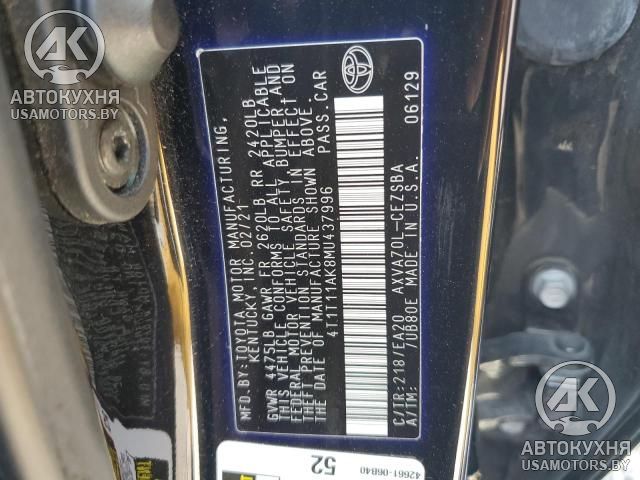 АВТОКУХНЯ
USAMOTORS.BY
MFD.BY:TOYOTA MOTOR MANUFACTURING,
KENTUCKY, INC. 02/21
GVWR 4475LB GAWR FR 2620LB RR 2420LB
THIS VEHICLE CONFORMS TO ALL APPLICABLE
FEDERAL MOTOR VEHICLE SAFETY, BUMPER, AND
THEFT PREVENTION STANDARDS IN EFFECT ON
THE DATE OF MANUFACTURE SHOWN ABOVE.
4T1T11AK8MU437996 PASS. CAR
C/TR:218/EA20 AXVA70L-CEZSBA 06129
A/TM: /UB80E MADE IN U.S.A.
42661-06B40
52
АВТОКУХНЯ
USAMOTORS.BY